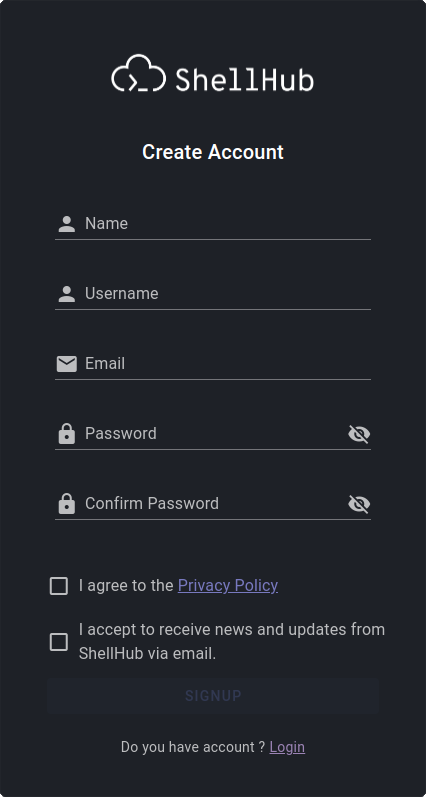 ShellHub
Create Account
Name
Username
Email
Password
Confirm Password
I agree to the Privacy Policy
I accept to receive news and updates from
ShellHub via email.
SIGNUP
Do you have account ? Login